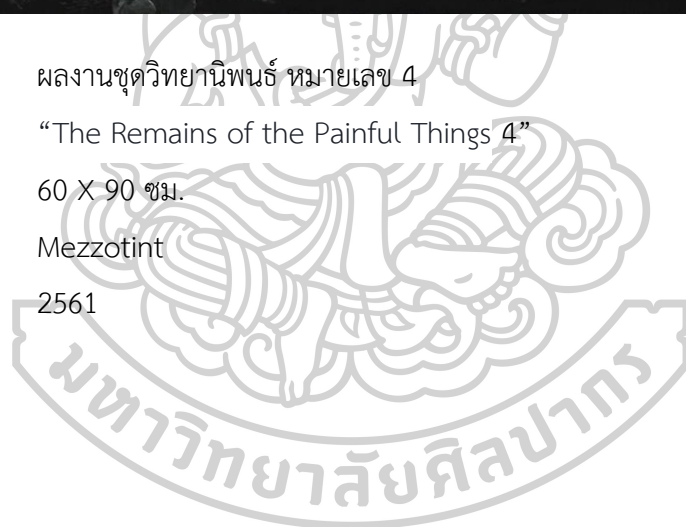 ผลงานชุดวิทยานิพนธ์ หมายเลข 4
“The Remains of the Painful Things 4”
60 X 90 ซม.
Mezzotint
2561
มหาวิทยาลัยศิลปากร